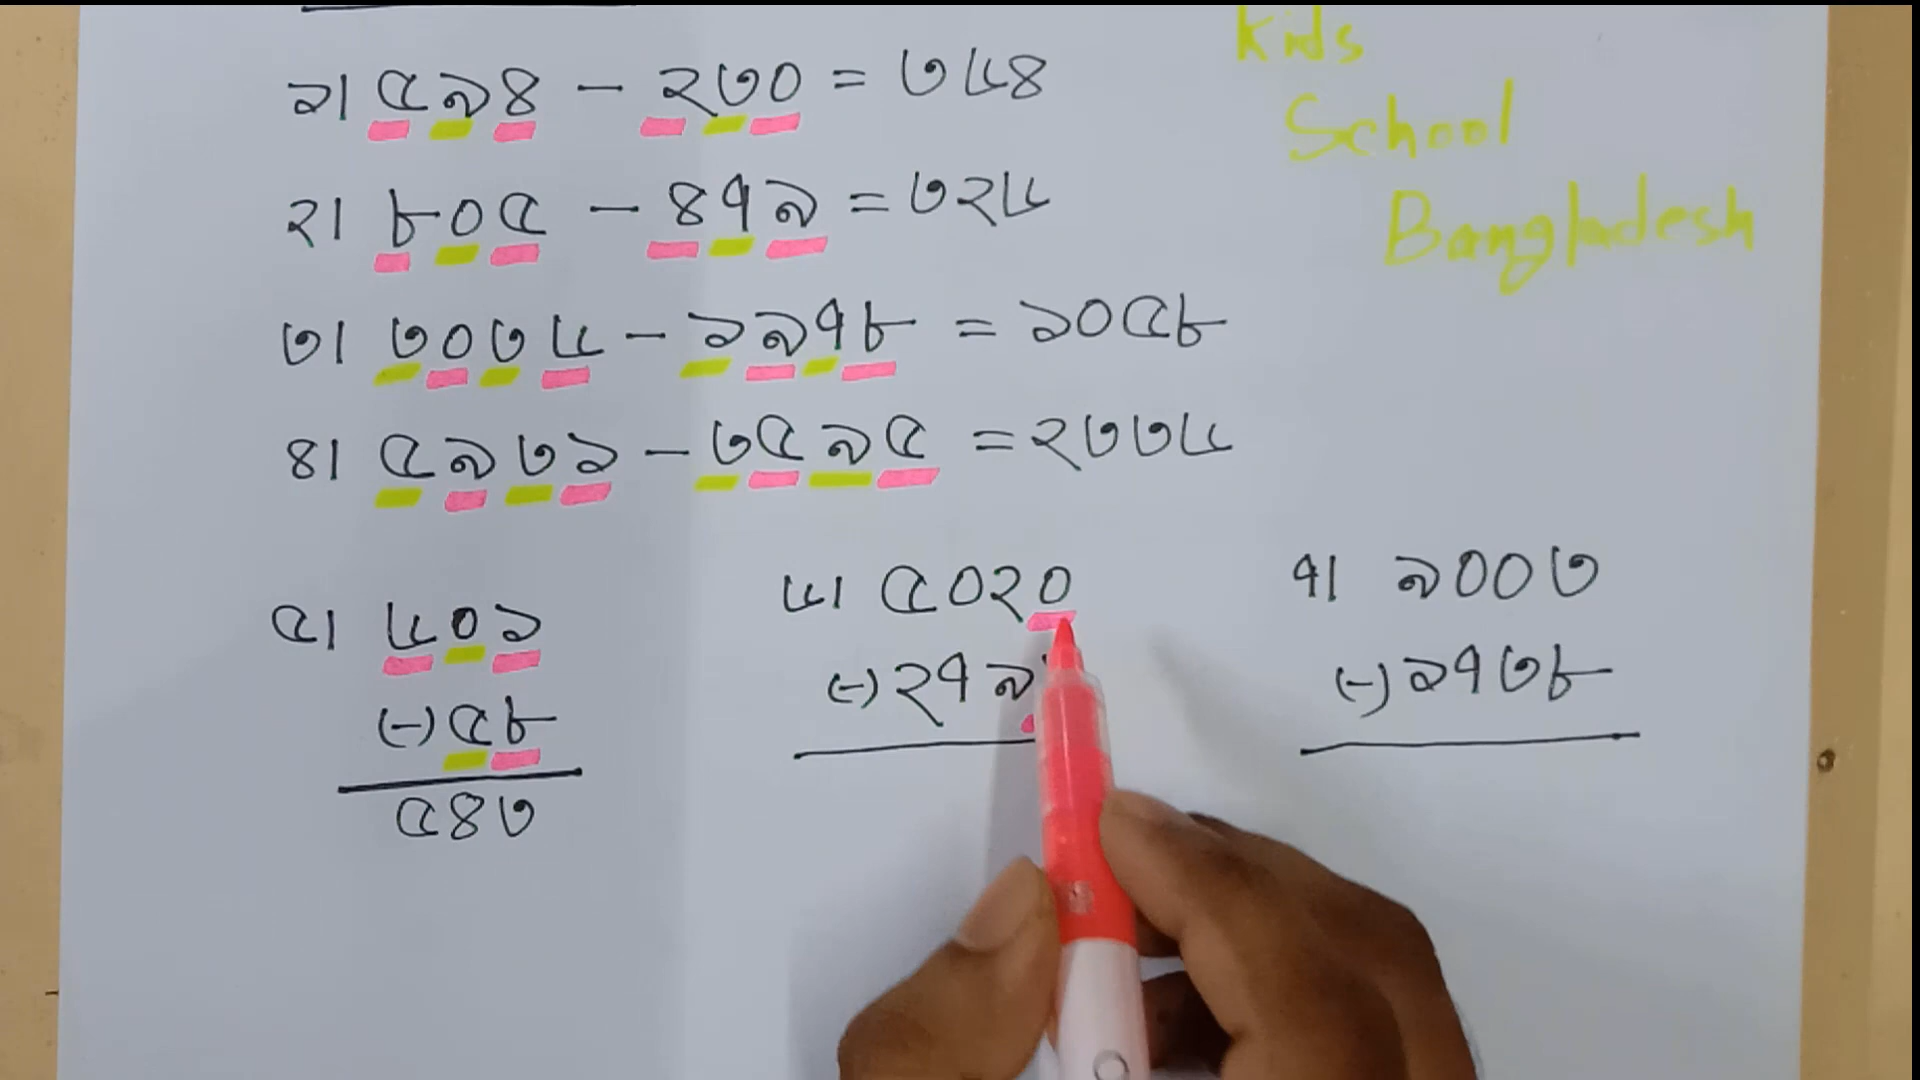 ১। ৫৯৪ − ২৩০ = ৩৬৪
২। ৮০৫ − ৪৭৯ = ৩২৬
৩। ৩০৩৬ − ১৯৭৮ = ১০৫৮
৪। ৫৯৩১ − ৩৫৯৫ = ২৩৩৬
Kids
School
Bangladesh
৫। ৬০১
(−) ৫৮
৫৪৩
৬। ৫০২০
(−) ২৭৯
৭। ৯০০৩
(−) ১৭৩৮